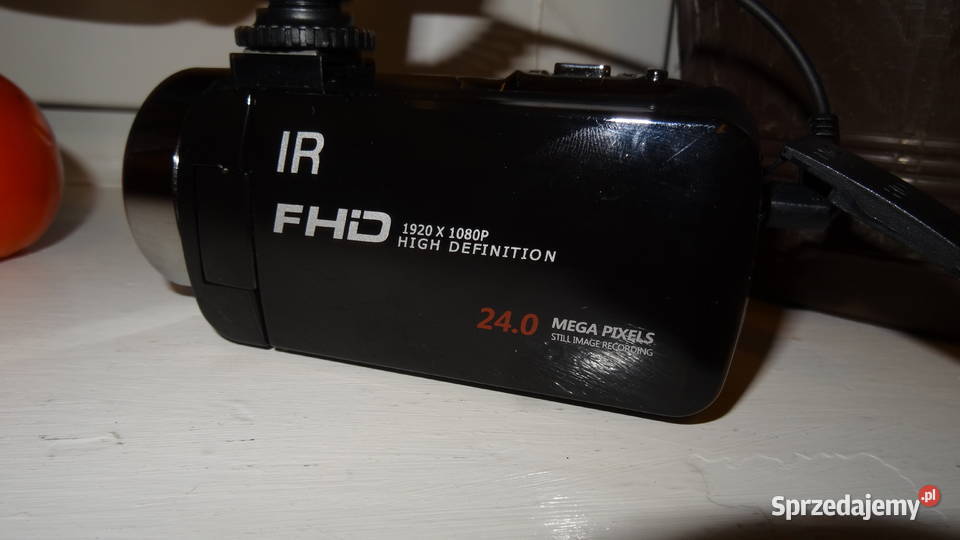 IR
FHD 1920 X 1080P
HIGH DEFINITION
24.0 MEGA PIXELS
STILL IMAGE RECORDING
Sprzedajemy.pl